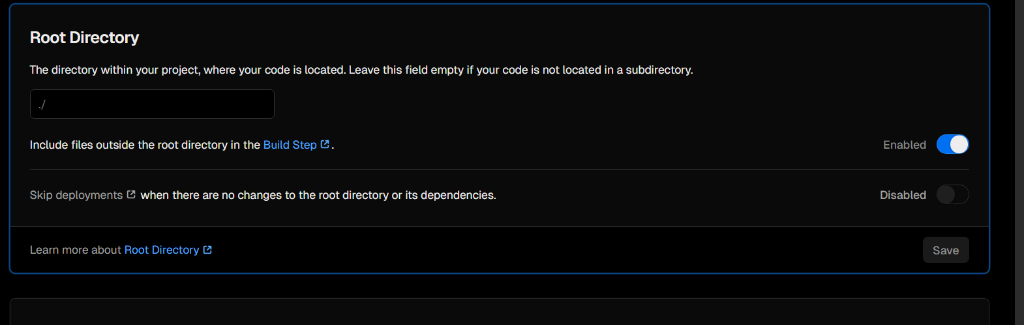 Root Directory
The directory within your project, where your code is located. Leave this field empty if your code is not located in a subdirectory.
./
Include files outside the root directory in the Build Step.
Enabled
Skip deployments when there are no changes to the root directory or its dependencies.
Disabled
Learn more about Root Directory
Save